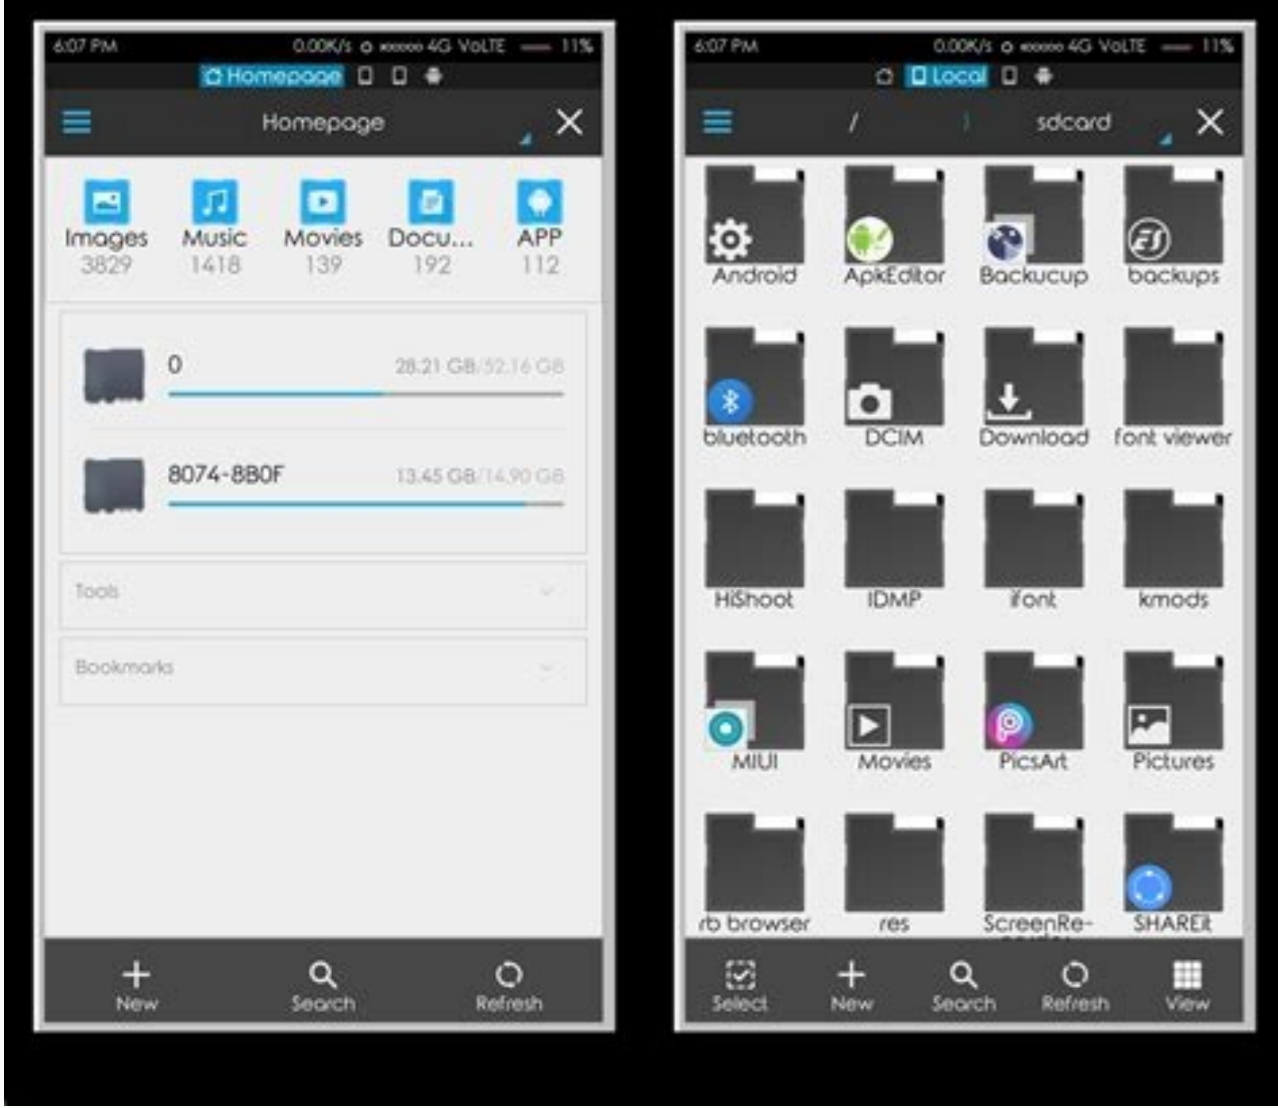 6:07 PM
0.00K/s 4G VoLTE 11%
Homepage
Homepage
Images Music Movies Docu... APP
3829 1418 139 192 112
0 28.21 GB/52.16 GB
8074-8B0F 13.45 GB/14.90 GB
Tools
Bookmarks
New Search Refresh
6:07 PM
0.00K/s 4G VoLTE 11%
Local
/ sdcard
Android ApkEditor Backucup backups
bluetooth DCIM Download font viewer
HiShoot IDMP ifont kmods
MIUI Movies PicsArt Pictures
rb browser res ScreenRe- SHAREit
Select New Search Refresh View